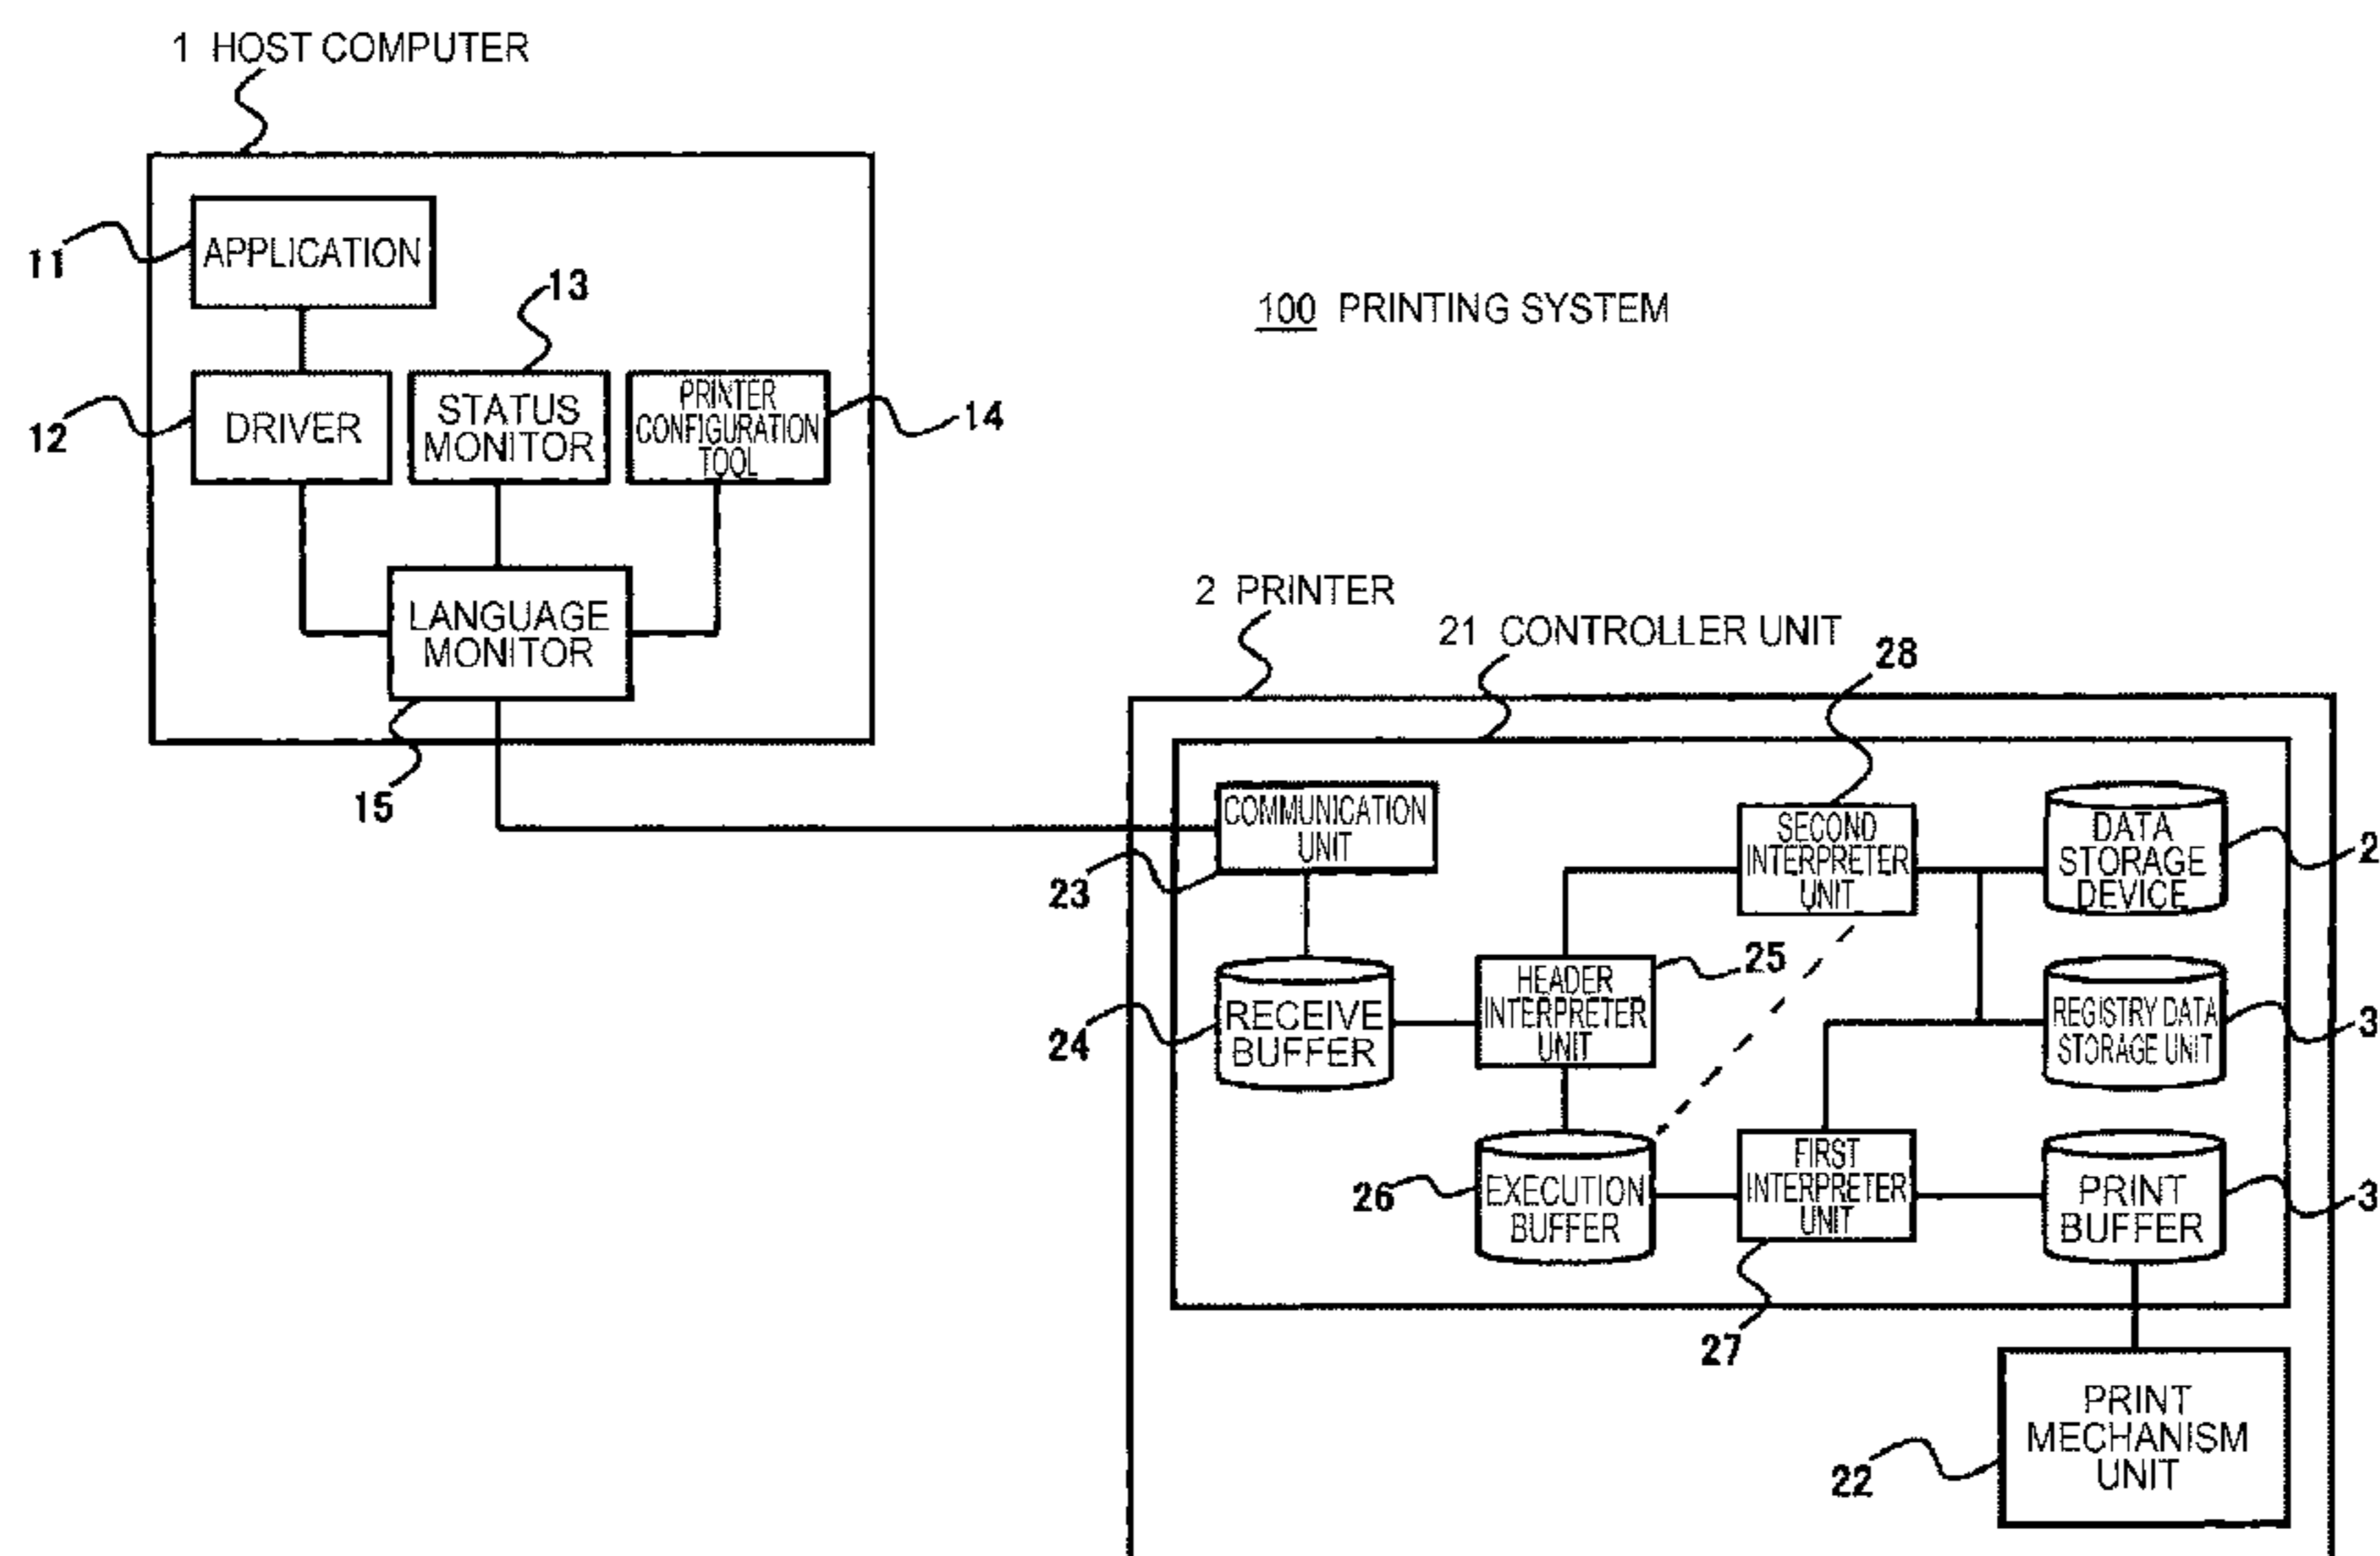 1 HOST COMPUTER
11
APPLICATION
13
100 PRINTING SYSTEM
12
DRIVER
STATUS
MONITOR
PRINTER
CONFIGURATION
TOOL
14
LANGUAGE
MONITOR
15
2 PRINTER
21 CONTROLLER UNIT
28
COMMUNICATION
UNIT
23
SECOND
INTERPRETER
UNIT
DATA
STORAGE
DEVICE
2
RECEIVE
BUFFER
24
HEADER
INTERPRETER
UNIT
25
REGISTRY DATA
STORAGE UNIT
3
26
EXECUTION
BUFFER
FIRST
INTERPRETER
UNIT
27
PRINT
BUFFER
3
PRINT
MECHANISM
UNIT
22